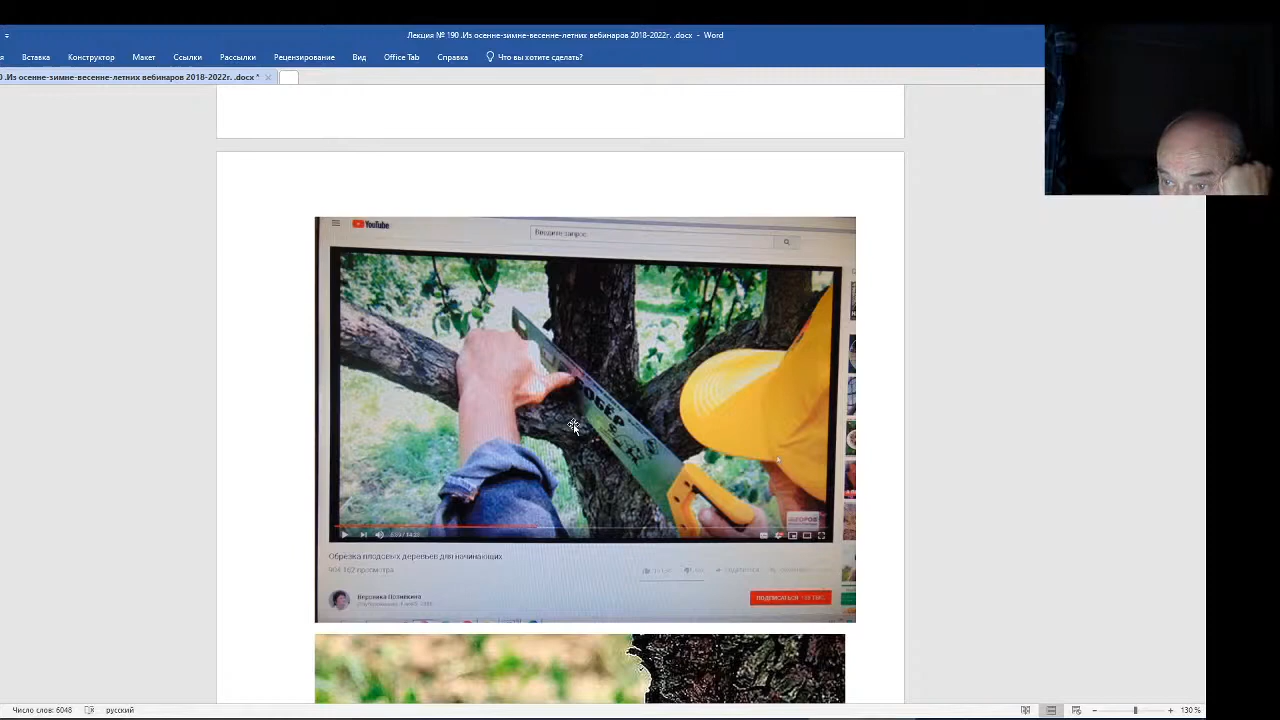 Лекция № 190 .Из осенне-зимне-весенне-летних вебинаров 2018-2022г. .docx - Word
Вставка Конструктор Макет Ссылки Рассылки Рецензирование Вид Office Tab Справка Что вы хотите сделать?
.Из осенне-зимне-весенне-летних вебинаров 2018-2022г. .docx *
YouTube
Введите запрос
Обрезка плодовых деревьев для начинающих
просмотра
Вероника
ПОДПИСАТЬСЯ
Число слов: 6048 русский 130 %